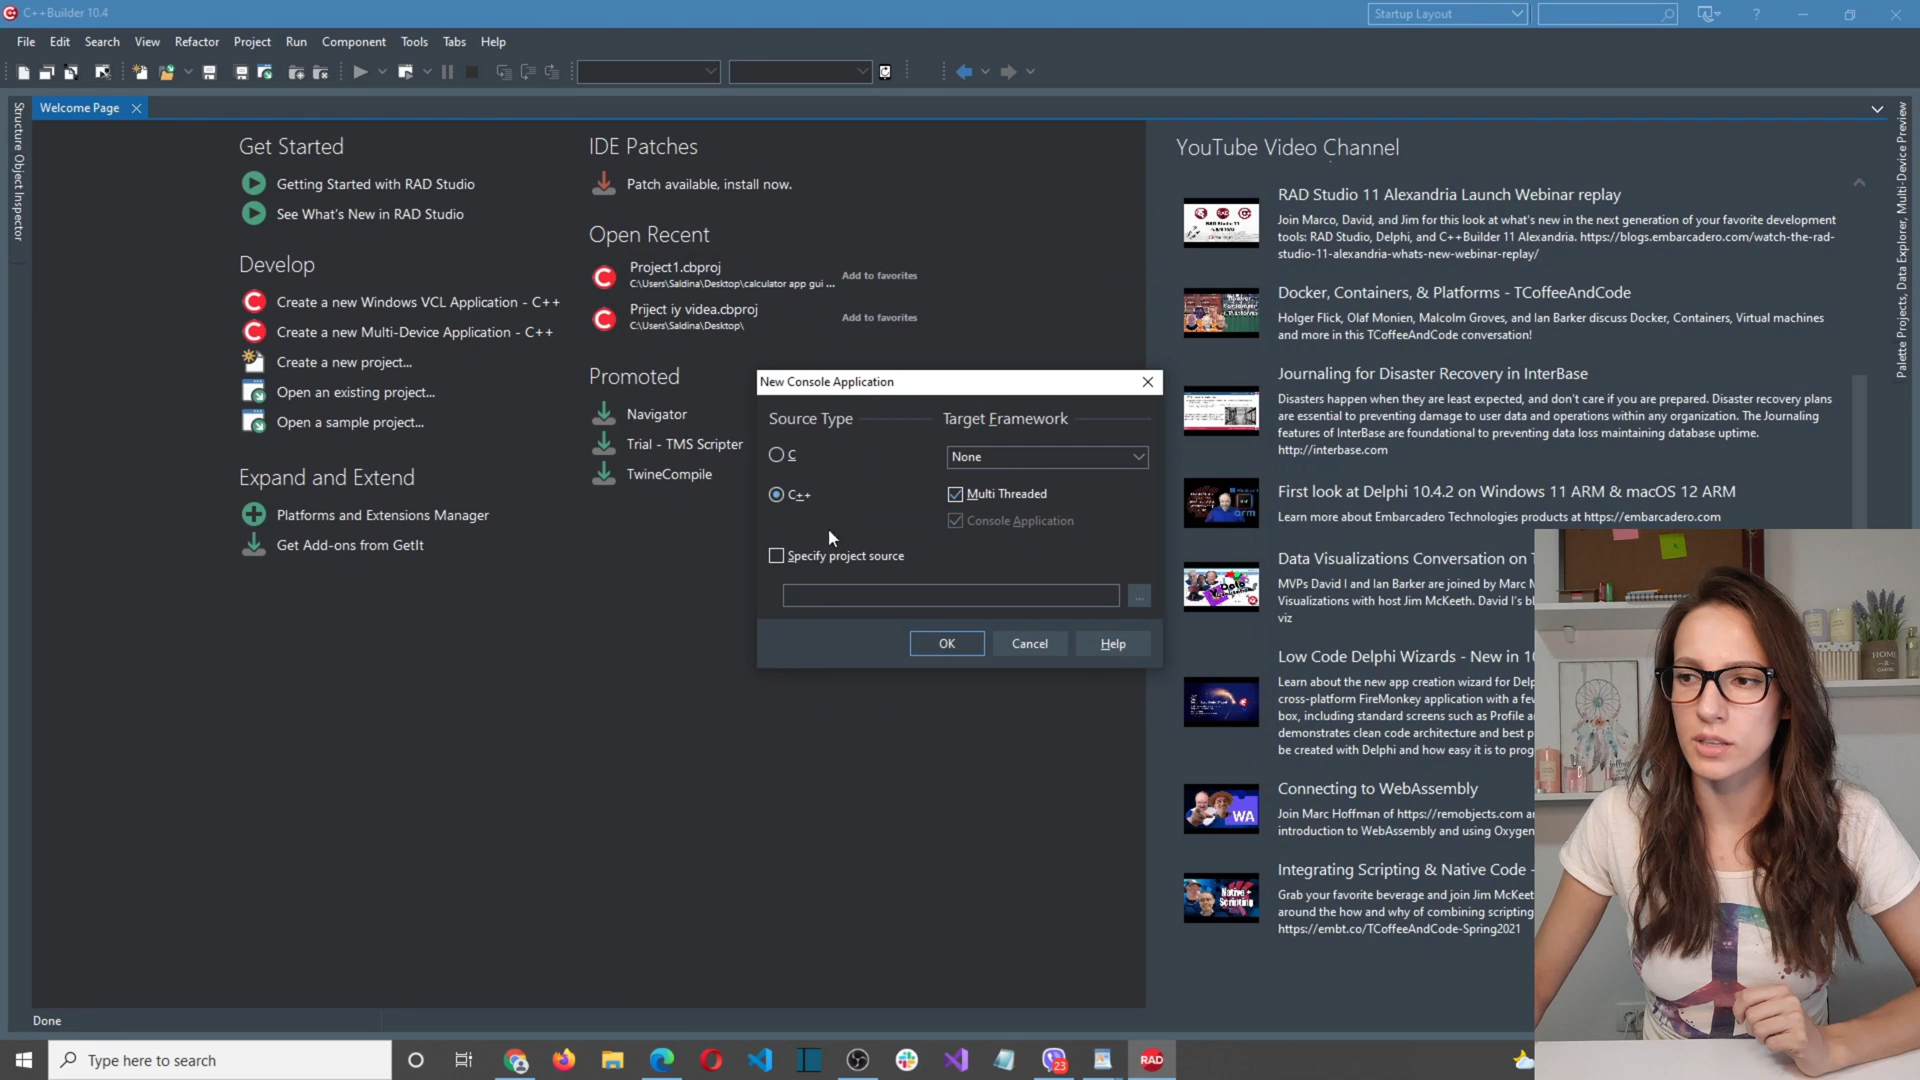 C++Builder 10.4
Startup Layout
File Edit Search View Refactor Project Run Component Tools Tabs Help
Structure Object Inspector
Welcome Page
Get Started
Getting Started with RAD Studio
See What's New in RAD Studio
Develop
Create a new Windows VCL Application - C++
Create a new Multi-Device Application - C++
Create a new project...
Open an existing project...
Open a sample project...
Expand and Extend
Platforms and Extensions Manager
Get Add-ons from GetIt
IDE Patches
Patch available, install now.
Open Recent
Project1.cbproj
C:\Users\Saldina\Desktop\calculator app gui ...
Add to favorites
Priject iy videa.cbproj
C:\Users\Saldina\Desktop\
Add to favorites
Promoted
Navigator
Trial - TMS Scripter
TwineCompile
New Console Application
Source Type
C
C++
Target Framework
None
Multi Threaded
Console Application
Specify project source
...
OK
Cancel
Help
YouTube Video Channel
RAD Studio 11 Alexandria Launch Webinar replay
Join Marco, David, and Jim for this look at what's new in the next generation of your favorite development
tools: RAD Studio, Delphi, and C++Builder 11 Alexandria. https://blogs.embarcadero.com/watch-the-rad-
studio-11-alexandria-whats-new-webinar-replay/
Docker, Containers, & Platforms - TCoffeeAndCode
Holger Flick, Olaf Monien, Malcolm Groves, and Ian Barker discuss Docker, Containers, Virtual machines
and more in this TCoffeeAndCode conversation!
Journaling for Disaster Recovery in InterBase
Disasters happen when they are least expected, and don't care if you are prepared. Disaster recovery plans
are essential to preventing damage to user data and operations within any organization. The Journaling
features of InterBase are foundational to preventing data loss maintaining database uptime.
http://interbase.com
First look at Delphi 10.4.2 on Windows 11 ARM & macOS 12 ARM
Learn more about Embarcadero Technologies products at https://embarcadero.com
arm
Data Visualizations Conversation on T
MVPs David I and Ian Barker are joined by Marc M
Visualizations with host Jim McKeeth. David I's bl
viz
Low Code Delphi Wizards - New in 10
Learn about the new app creation wizard for Delp
cross-platform FireMonkey application with a few
box, including standard screens such as Profile a
demonstrates clean code architecture and best p
be created with Delphi and how easy it is to prog
Connecting to WebAssembly
Join Marc Hoffman of https://remobjects.com an
introduction to WebAssembly and using Oxygen
WA
Integrating Scripting & Native Code -
Grab your favorite beverage and join Jim McKeet
around the how and why of combining scripting
https://embt.co/TCoffeeAndCode-Spring2021
Native +
Scripting
Palette Projects, Data Explorer, Multi-Device Preview
HOME
&
GARDEN
Done
Type here to search
23
RAD